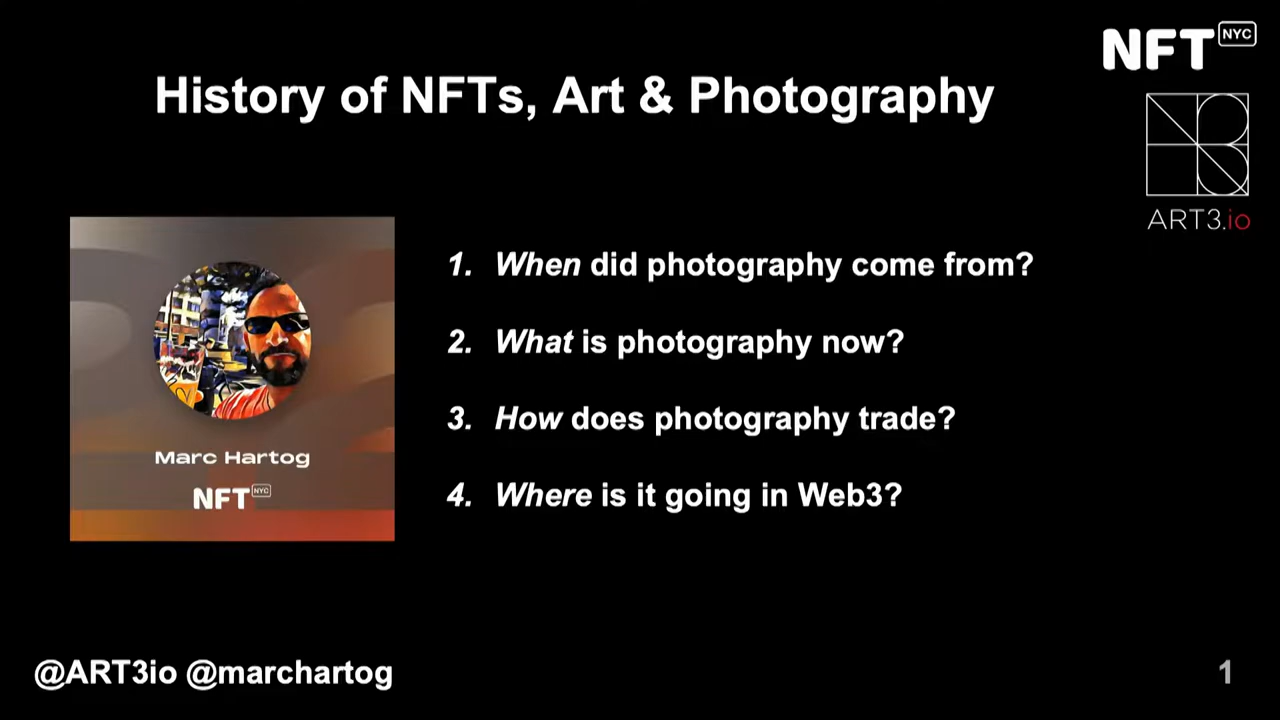 NFT NYC
History of NFTs, Art & Photography
ART3.io
1. When did photography come from?
2. What is photography now?
3. How does photography trade?
4. Where is it going in Web3?
Marc Hartog
NFT NYC
@ART3io @marchartog
1